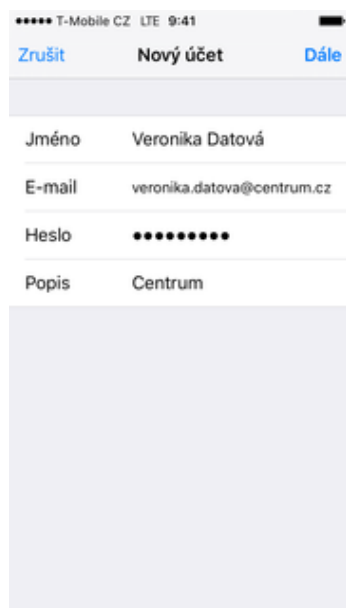 ●●●●● T-Mobile CZ LTE 9:41
Zrušit Nový účet Dále
Jméno Veronika Datová
E-mail veronika.datova@centrum.cz
Heslo ●●●●●●●●●
Popis Centrum